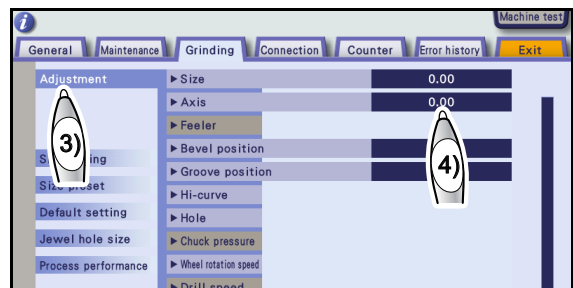 i
Machine test
General Maintenance Grinding Connection Counter Error history Exit
Adjustment
Size 0.00
Axis 0.00
Feeler
3)
Bevel position
4)
Groove position
Size preset
Hi-curve
Default setting
Hole
Jewel hole size
Chuck pressure
Process performance
Wheel rotation speed
Drill speed